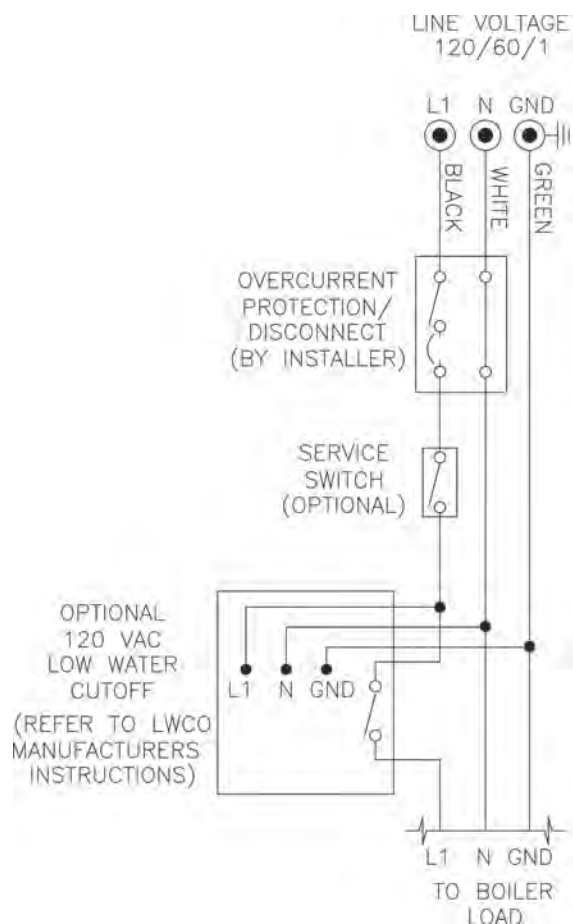 LINE VOLTAGE
120/60/1
L1 N GND
BLACK
WHITE
GREEN
OVERCURRENT
PROTECTION/
DISCONNECT
(BY INSTALLER)
SERVICE
SWITCH
(OPTIONAL)
OPTIONAL
120 VAC
LOW WATER
CUTOFF
(REFER TO LWCO
MANUFACTURERS
INSTRUCTIONS)
L1 N GND
L1 N GND
TO BOILER
LOAD